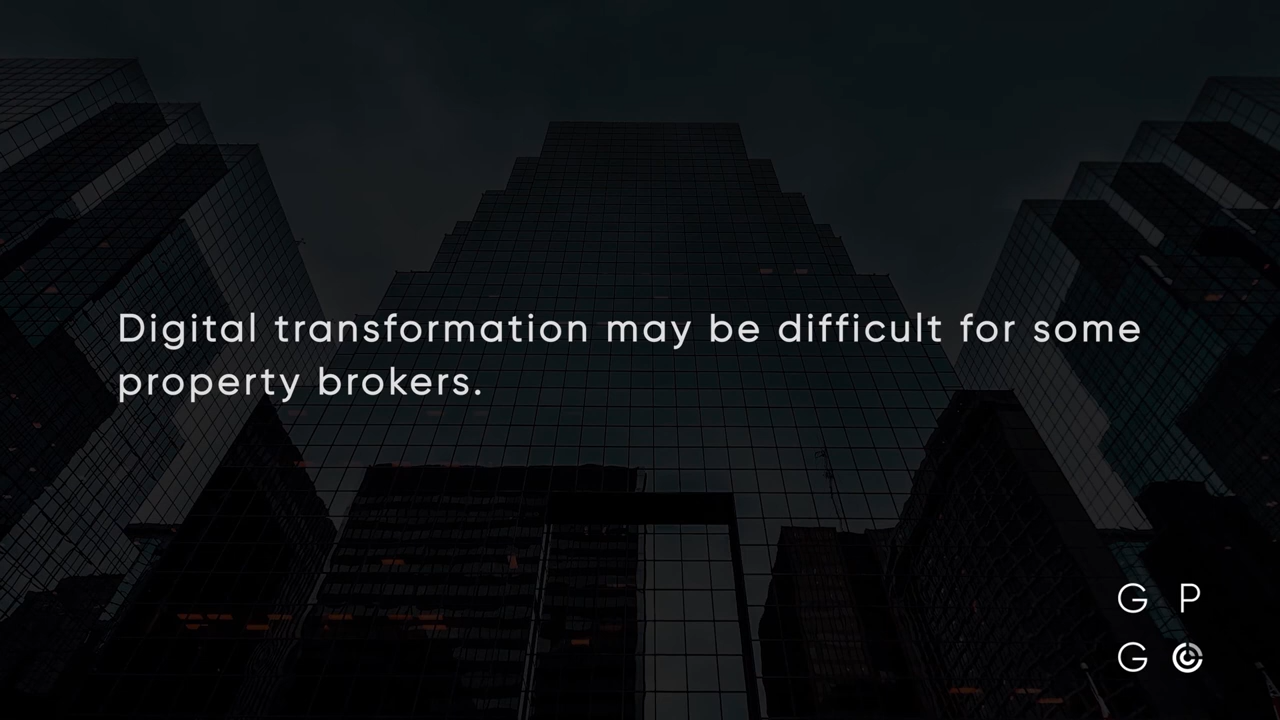 Digital transformation may be difficult for some
property brokers.
G P
G